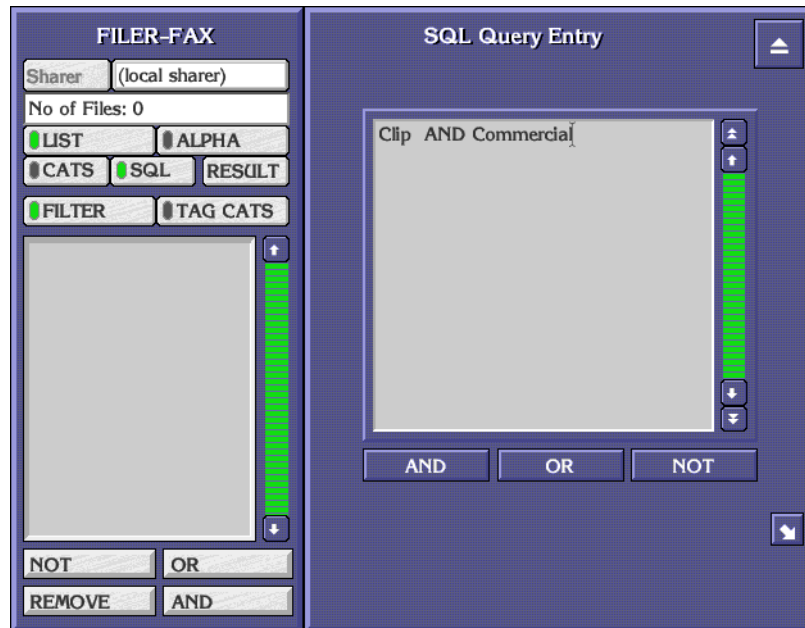 FILER-FAX
Sharer (local sharer)
No of Files: 0
LIST ALPHA
CATS SQL RESULT
FILTER TAG CATS
NOT OR
REMOVE AND
SQL Query Entry
Clip  AND Commercial
AND OR NOT